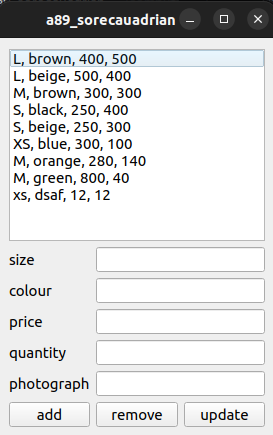 a89_sorecauadrian
L, brown, 400, 500
L, beige, 500, 400
M, brown, 300, 300
S, black, 250, 400
S, beige, 250, 300
XS, blue, 300, 100
M, orange, 280, 140
M, green, 800, 40
xs, dsaf, 12, 12
size
colour
price
quantity
photograph
add remove update